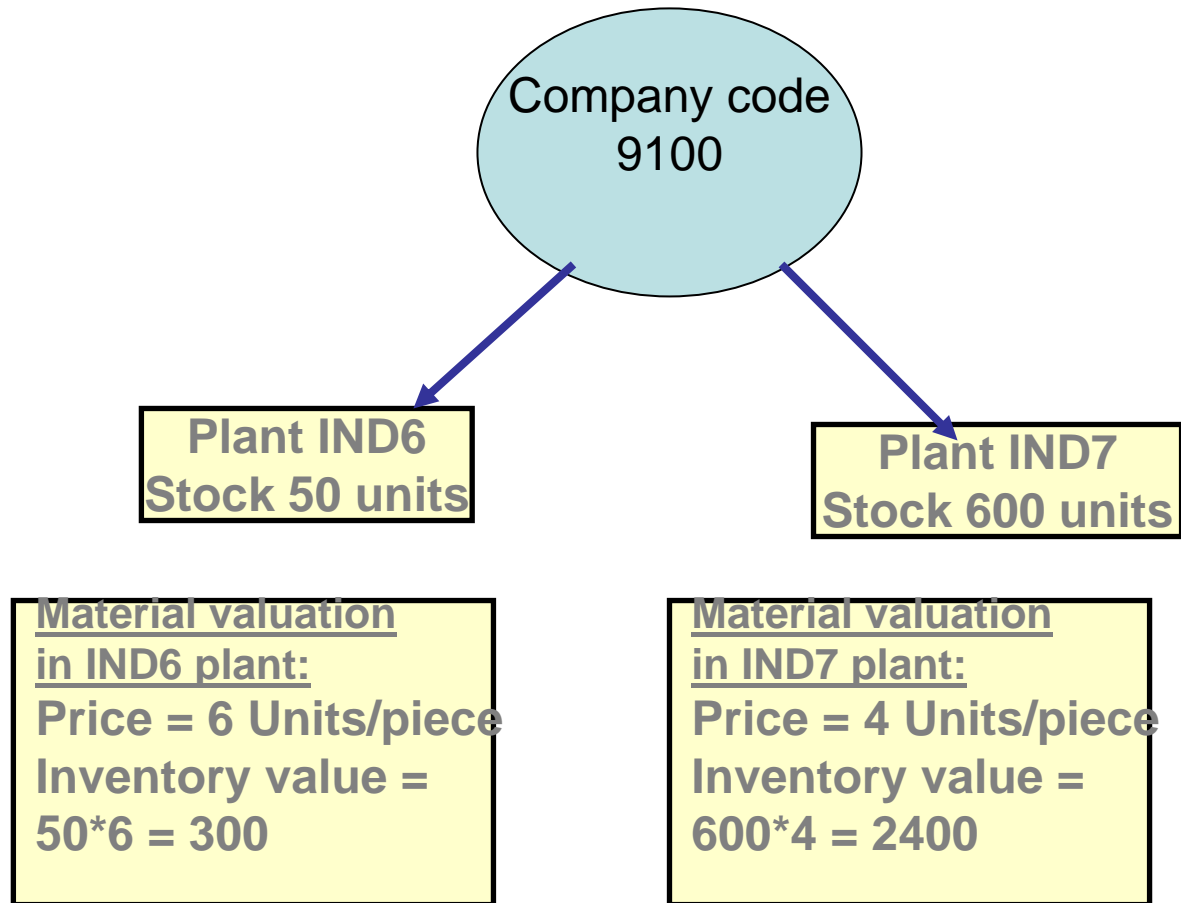 Company code
9100
Plant IND6
Stock 50 units
Plant IND7
Stock 600 units
Material valuation
in IND6 plant:
Price = 6 Units/piece
Inventory value =
50*6 = 300
Material valuation
in IND7 plant:
Price = 4 Units/piece
Inventory value =
600*4 = 2400